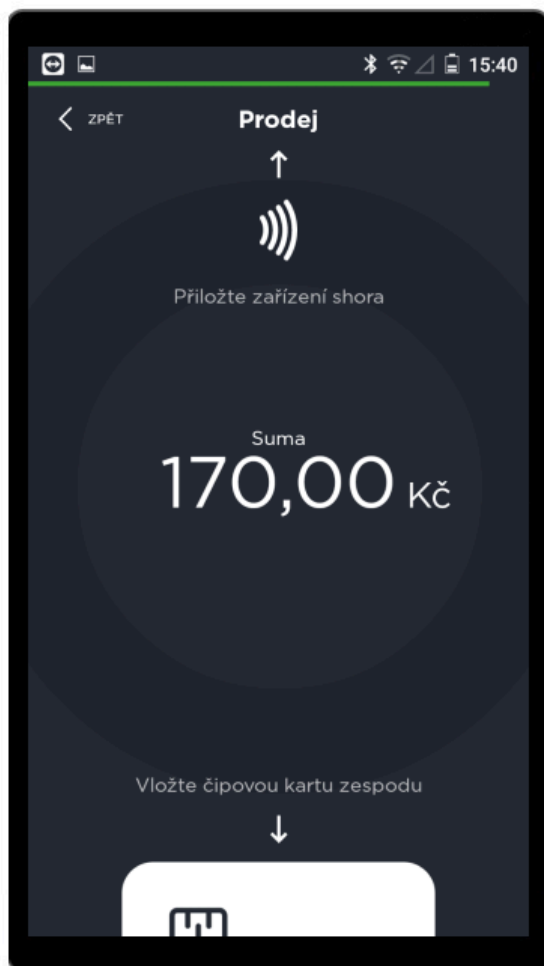 15:40
ZPĚT
Prodej
Přiložte zařízení shora
Suma
170,00 Kč
Vložte čipovou kartu zespodu